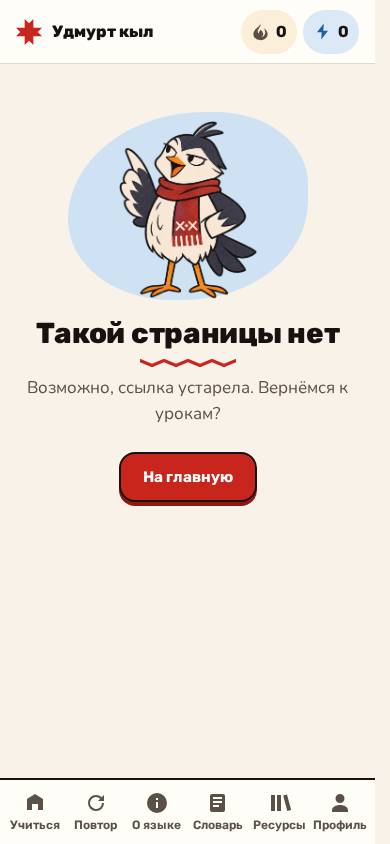 Удмурт кыл
0
0
Такой страницы нет
Возможно, ссылка устарела. Вернёмся к
урокам?
На главную
Учиться Повтор О языке Словарь Ресурсы Профиль